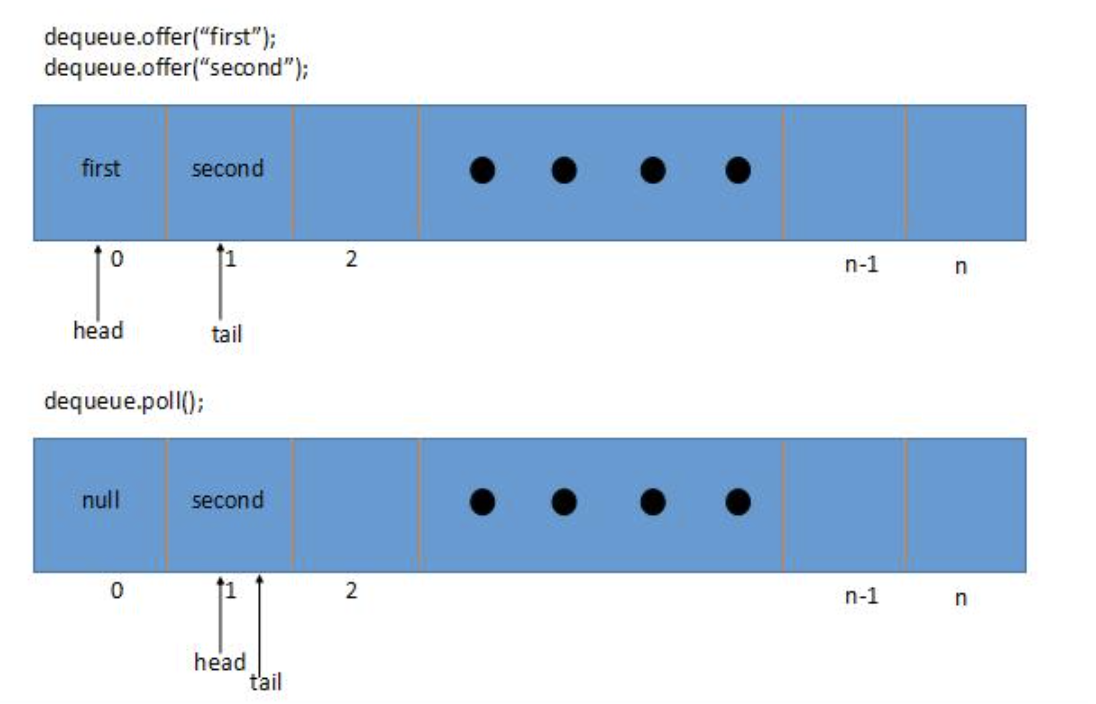 dequeue.offer(“first”);
dequeue.offer(“second”);
first second
0 1 2 n-1 n
head tail
dequeue.poll();
null second
0 1 2 n-1 n
head
tail